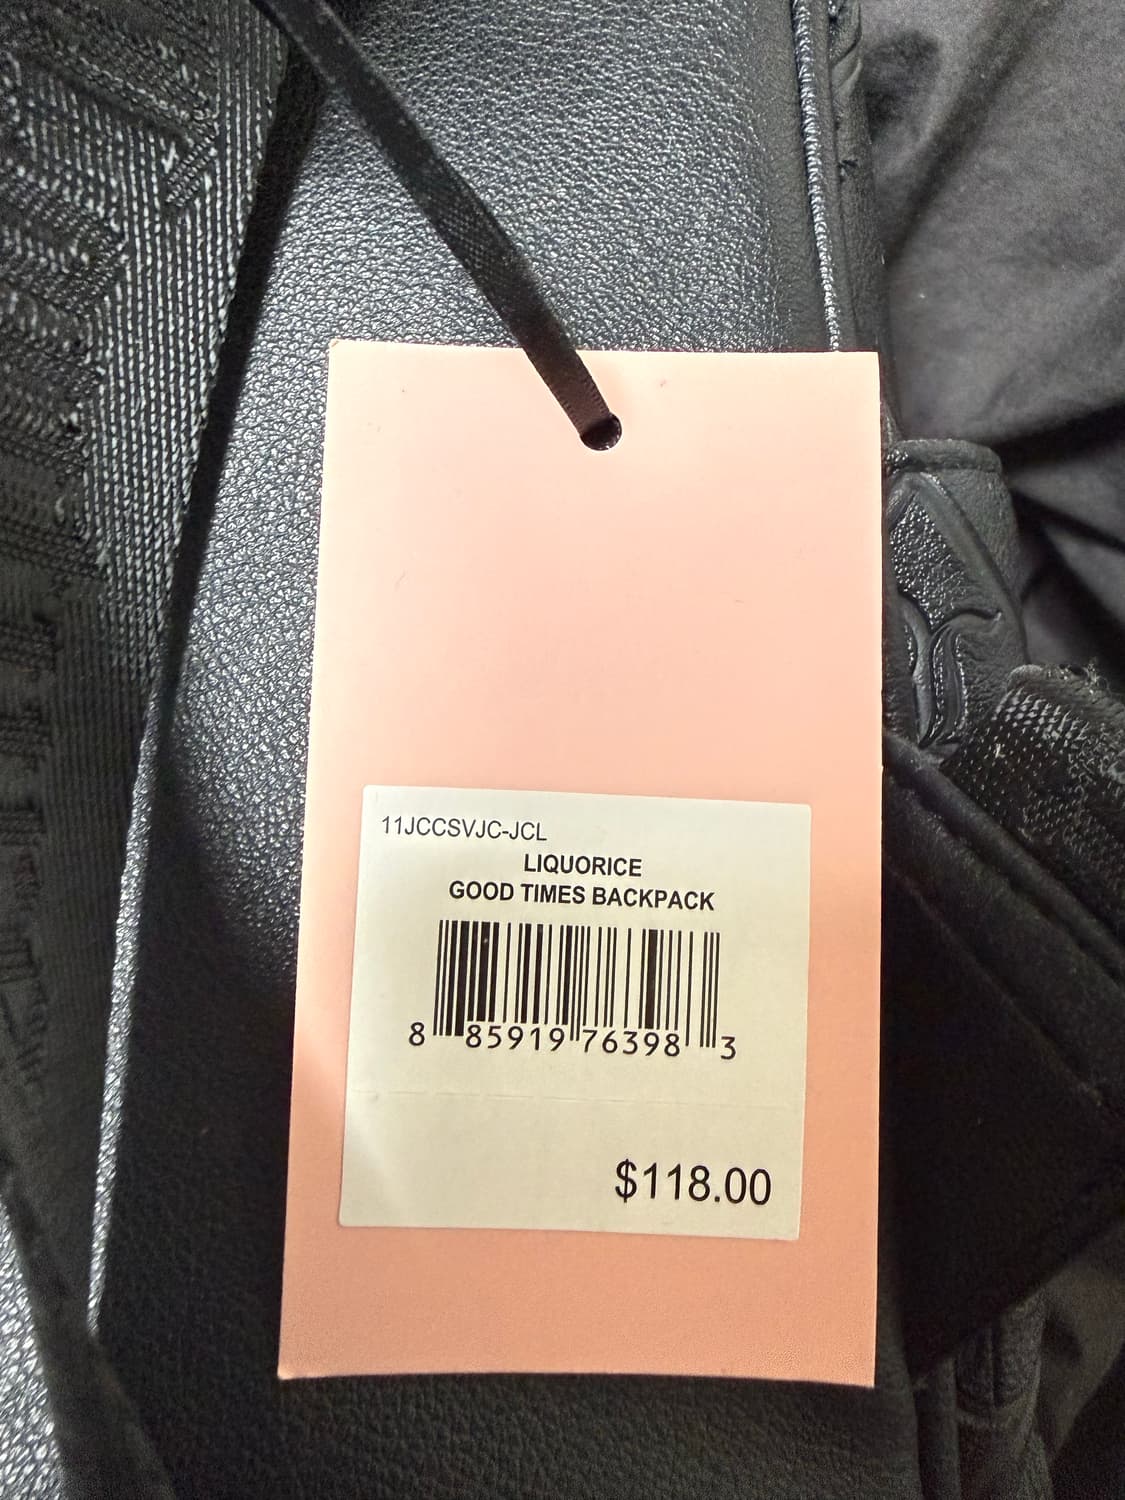 11JCCSVJC-JCL
LIQUORICE
GOOD TIMES BACKPACK
8 85919 76398 3
$118.00